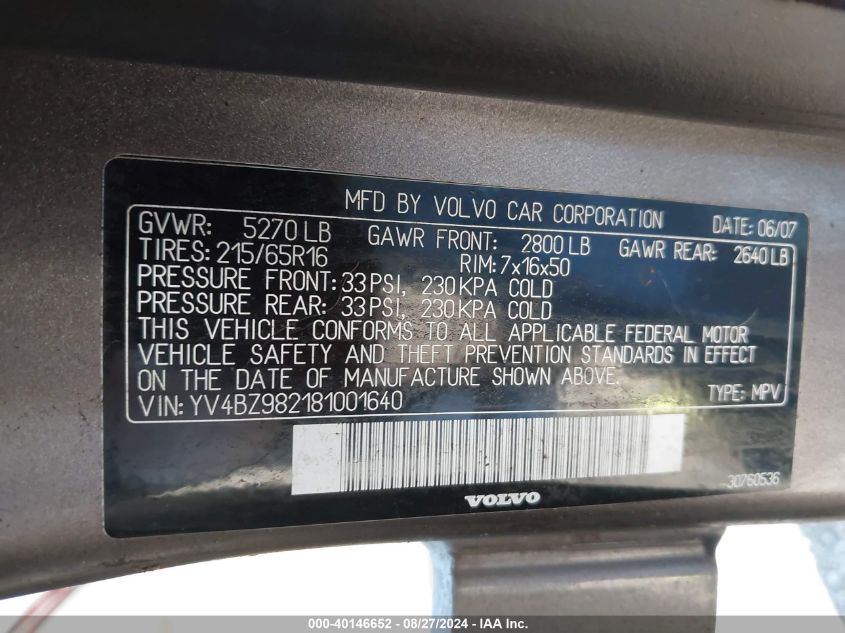 MFD BY VOLVO CAR CORPORATION DATE: 06/07
GVWR: 5270 LB GAWR FRONT: 2800 LB GAWR REAR: 2640 LB
TIRES: 215/65R16 RIM: 7x16x50
PRESSURE FRONT: 33 PSI, 230 KPA COLD
PRESSURE REAR: 33 PSI, 230 KPA COLD
THIS VEHICLE CONFORMS TO ALL APPLICABLE FEDERAL MOTOR
VEHICLE SAFETY AND THEFT PREVENTION STANDARDS IN EFFECT
ON THE DATE OF MANUFACTURE SHOWN ABOVE.
VIN: YV4BZ982181001640 TYPE: MPV
30760536
VOLVO
000-40146652 / 08/27/2024 - IAA Inc.